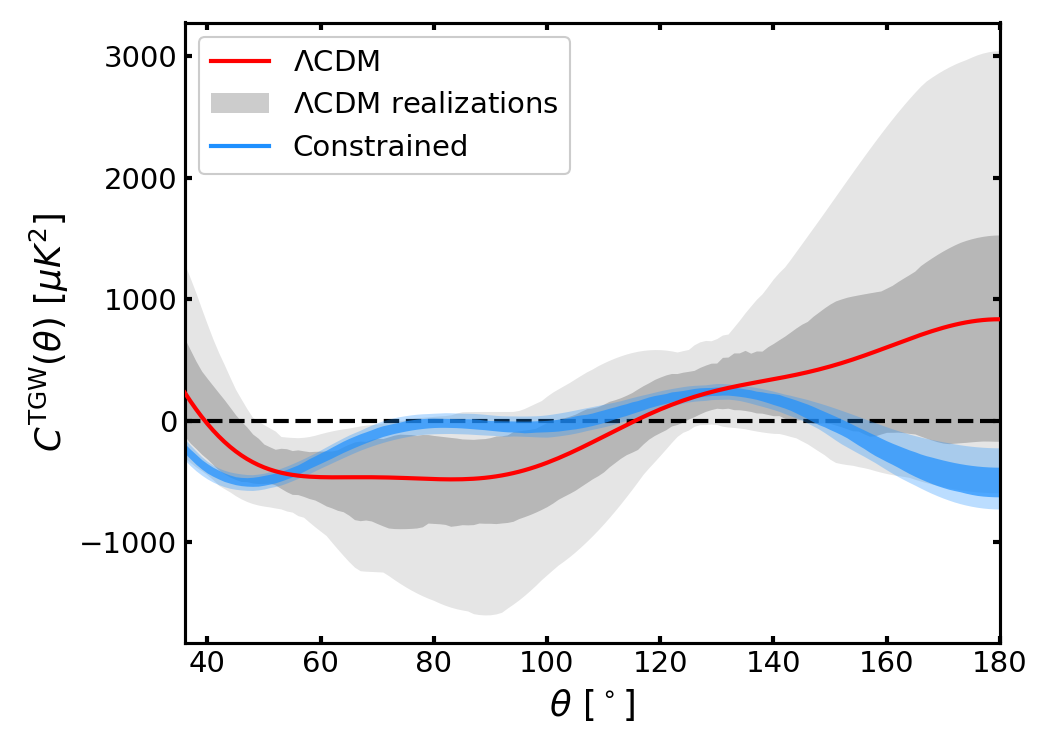 ΛCDM
ΛCDM realizations
Constrained
3000
2000
1000
0
−1000
40 60 80 100 120 140 160 180
θ [°]
C^TGW(θ) [μK²]